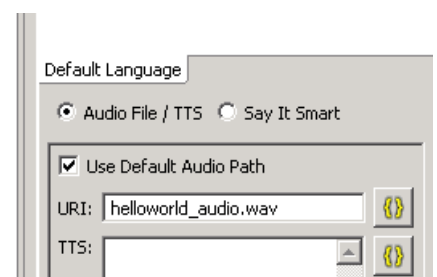 Default Language
Audio File / TTS Say It Smart
Use Default Audio Path
URI: helloworld_audio.wav {}
TTS: {}